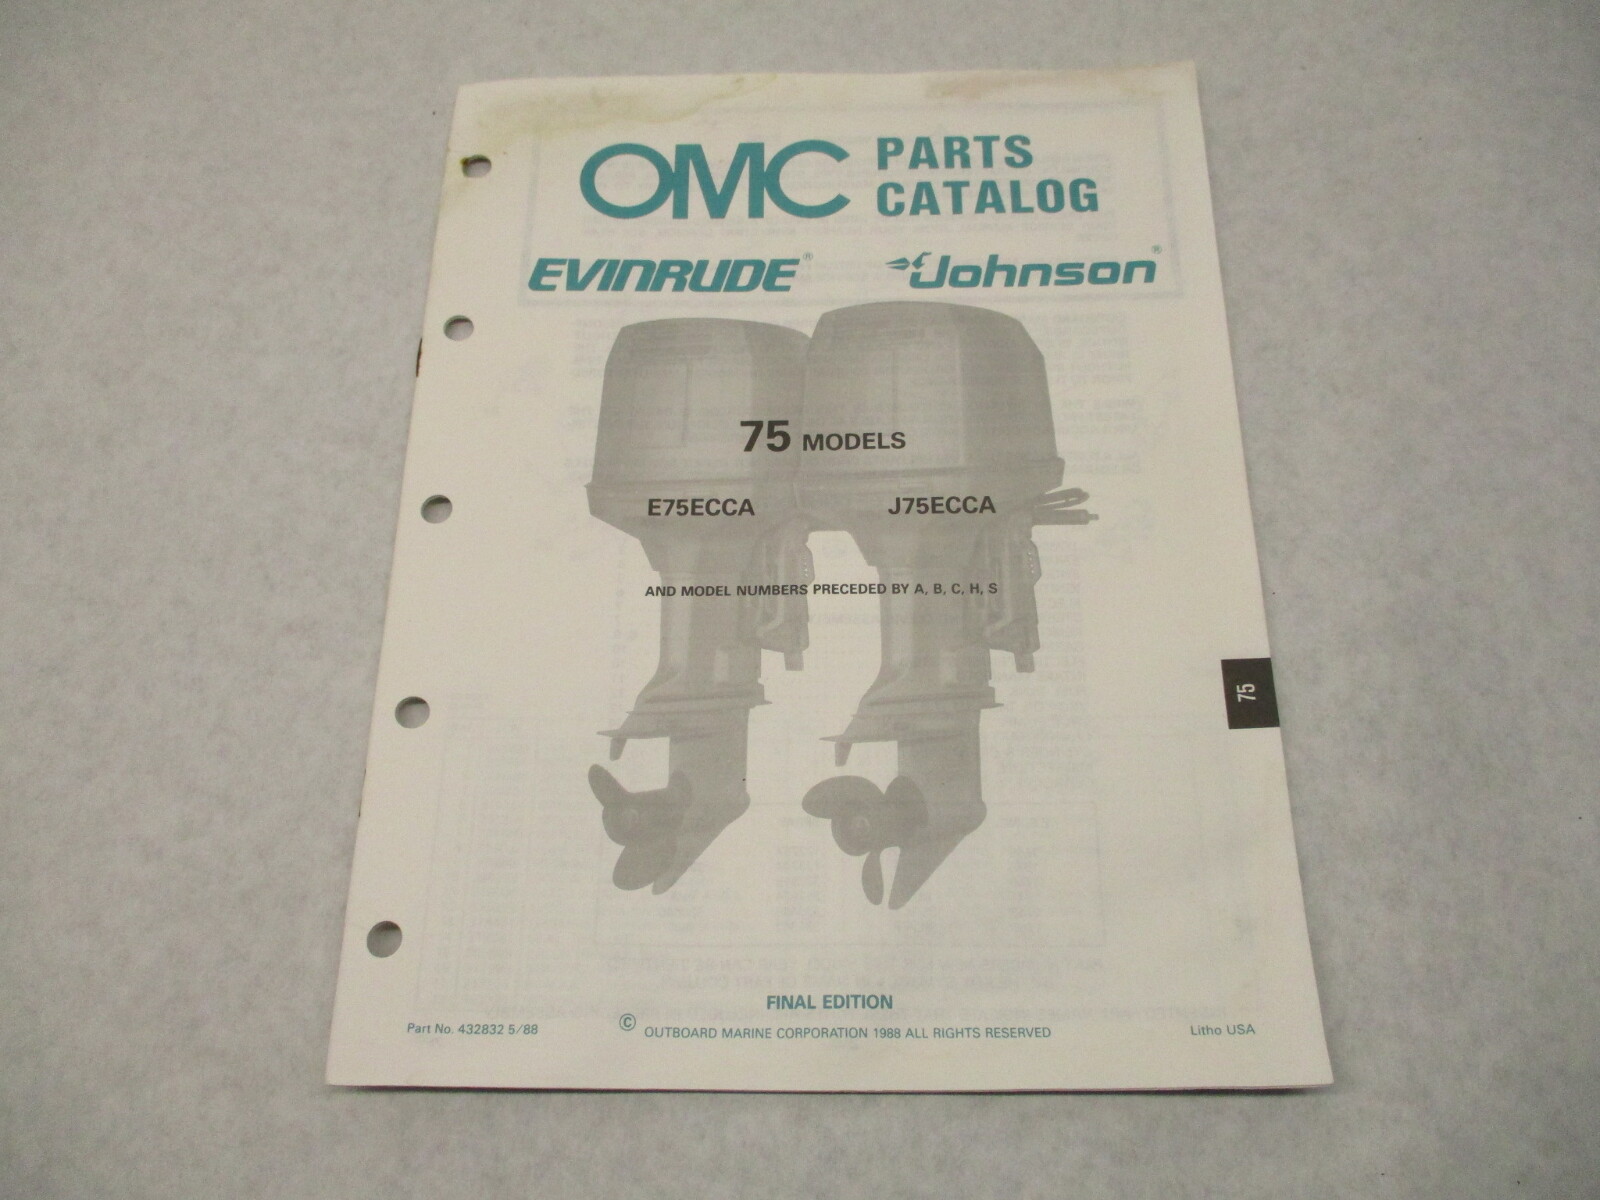 OMC PARTS CATALOG
EVINRUDE® Johnson®
75 MODELS
E75ECCA J75ECCA
AND MODEL NUMBERS PRECEDED BY A, B, C, H, S
75
FINAL EDITION
Part No. 432832 5/88
© OUTBOARD MARINE CORPORATION 1988 ALL RIGHTS RESERVED
Litho USA